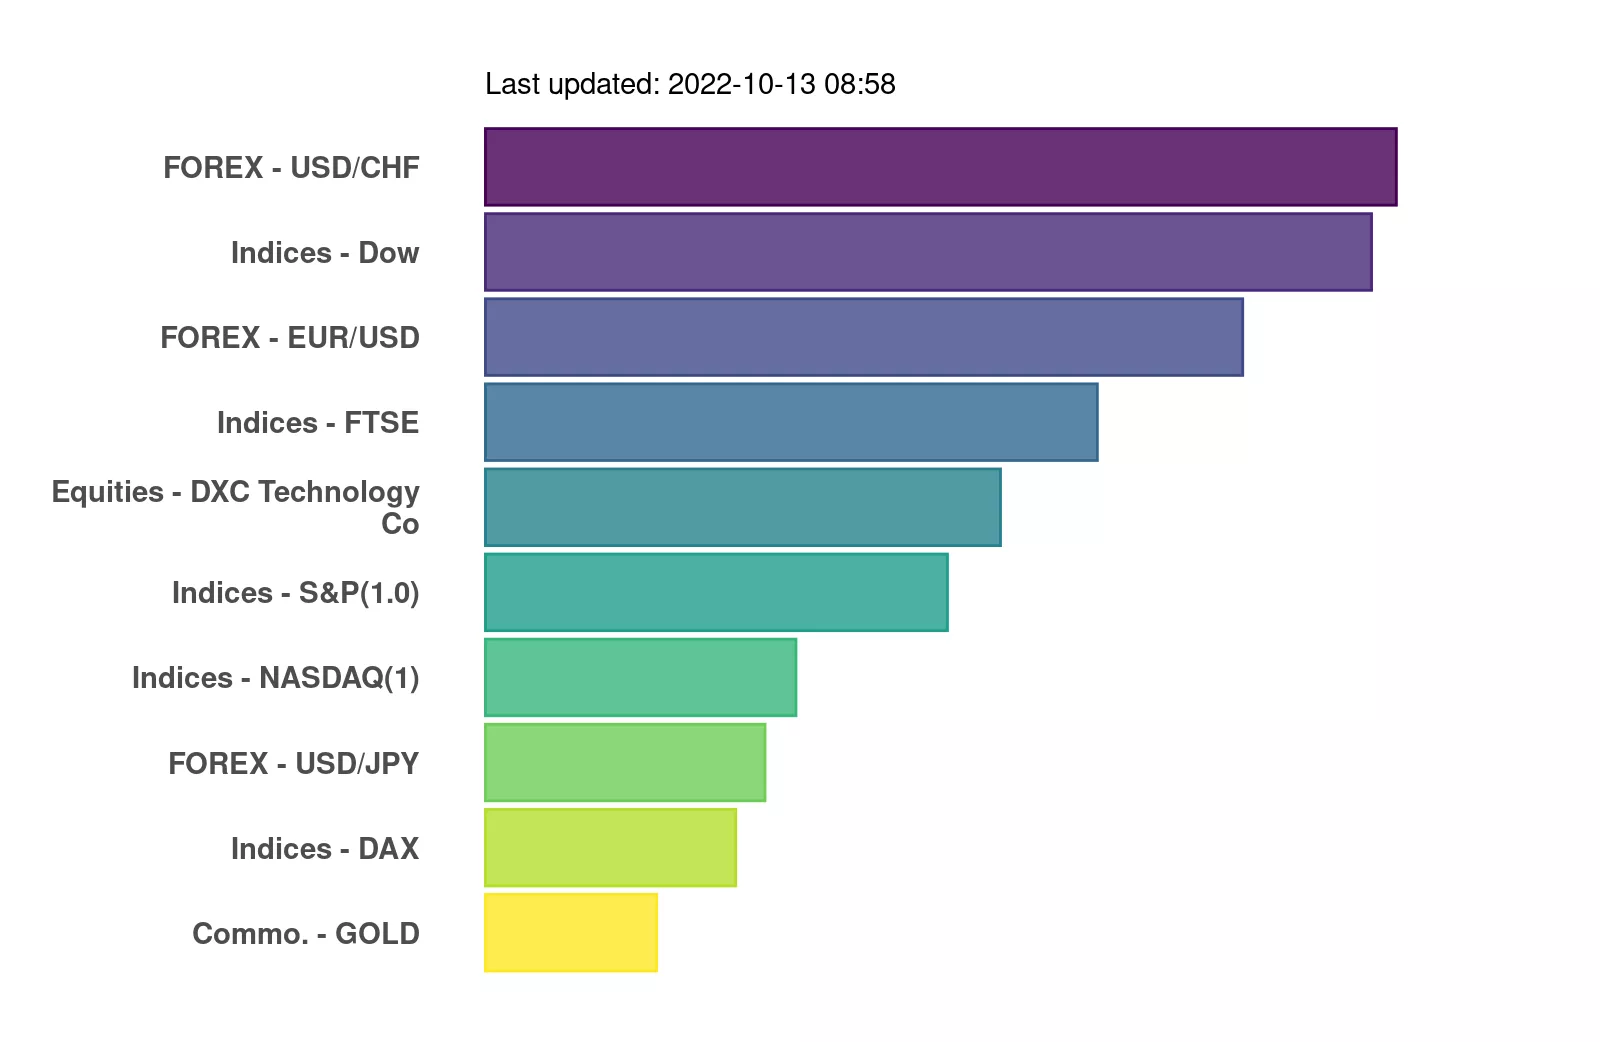 Last updated: 2022-10-13 08:58
FOREX - USD/CHF
Indices - Dow
FOREX - EUR/USD
Indices - FTSE
Equities - DXC Technology
Co
Indices - S&P(1.0)
Indices - NASDAQ(1)
FOREX - USD/JPY
Indices - DAX
Commo. - GOLD